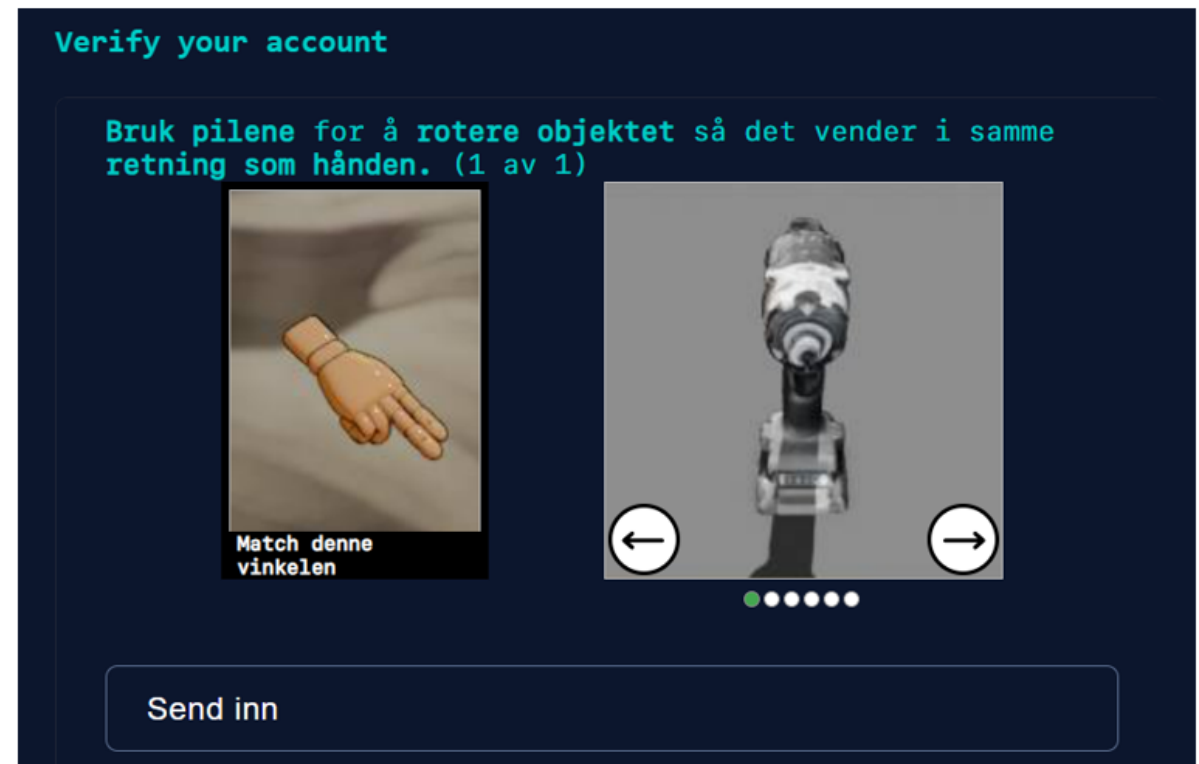 Verify your account
Bruk pilene for å rotere objektet så det vender i samme
retning som hånden. (1 av 1)
Match denne
vinkelen
Send inn